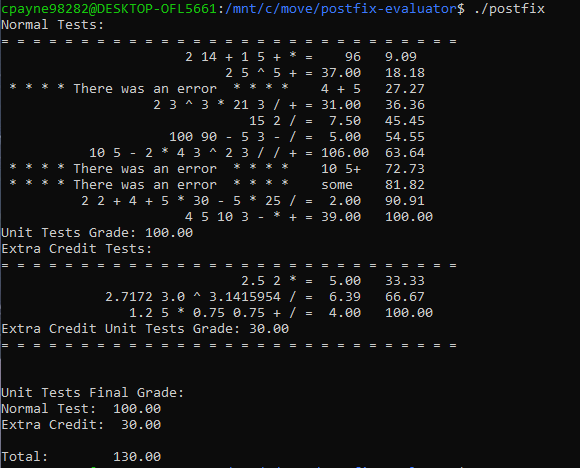 cpayne98282@DESKTOP-OFL5661:/mnt/c/move/postfix-evaluator$ ./postfix
Normal Tests:
= = = = = = = = = = = = = = = = = = = = = = = = = = = = =
2 14 + 1 5 + * = 96 9.09
2 5 ^ 5 + = 37.00 18.18
* * * * There was an error * * * * 4 + 5 27.27
2 3 ^ 3 * 21 3 / + = 31.00 36.36
15 2 / = 7.50 45.45
100 90 - 5 3 - / = 5.00 54.55
10 5 - 2 * 4 3 ^ 2 3 / / + = 106.00 63.64
* * * * There was an error * * * * 10 5+ 72.73
* * * * There was an error * * * * some 81.82
2 2 + 4 + 5 * 30 - 5 * 25 / = 2.00 90.91
4 5 10 3 - * + = 39.00 100.00
Unit Tests Grade: 100.00
Extra Credit Tests:
= = = = = = = = = = = = = = = = = = = = = = = = = = = = =
2.5 2 * = 5.00 33.33
2.7172 3.0 ^ 3.1415954 / = 6.39 66.67
1.2 5 * 0.75 0.75 + / = 4.00 100.00
Extra Credit Unit Tests Grade: 30.00
= = = = = = = = = = = = = = = = = = = = = = = = = = = = =
Unit Tests Final Grade:
Normal Test: 100.00
Extra Credit: 30.00
Total: 130.00